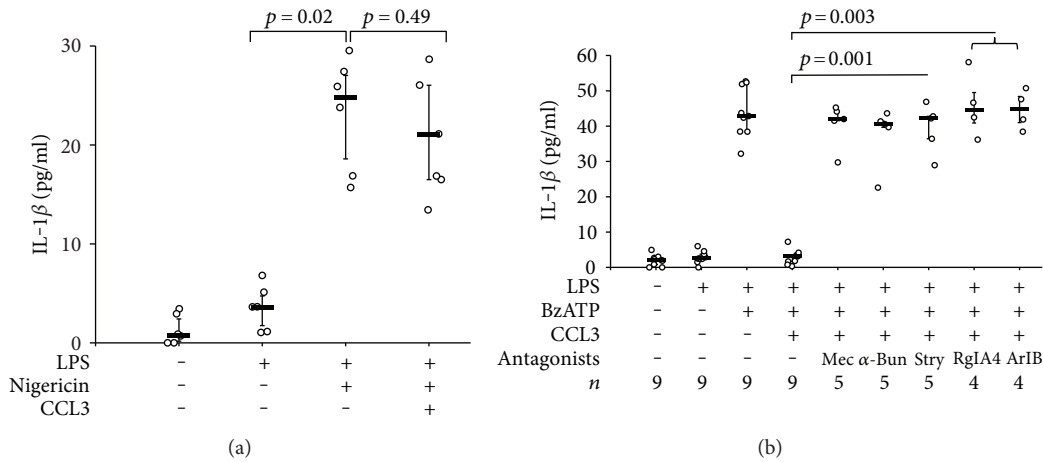 p = 0.02
p = 0.49
30
20
10
0
IL-1β (pg/ml)
LPS - + + +
Nigericin - - + +
CCL3 - - - +
(a)
p = 0.003
p = 0.001
60
50
40
30
20
10
0
IL-1β (pg/ml)
LPS - + + + + + + + +
BzATP - - + + + + + + +
CCL3 - - - + + + + + +
Antagonists - - - - Mec α-Bun Stry RgIA4 ArIB
n 9 9 9 9 5 5 5 4 4
(b)